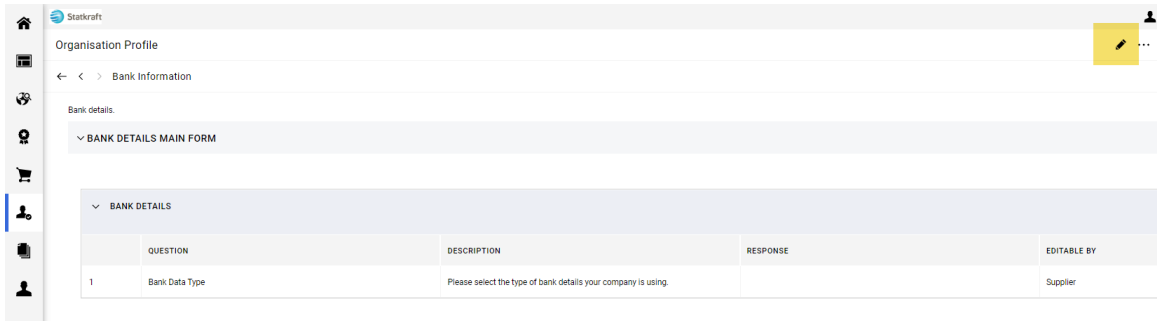 Statkraft
Organisation Profile
Bank Information
Bank details.
BANK DETAILS MAIN FORM
BANK DETAILS
QUESTION DESCRIPTION RESPONSE EDITABLE BY
1 Bank Data Type Please select the type of bank details your company is using. Supplier